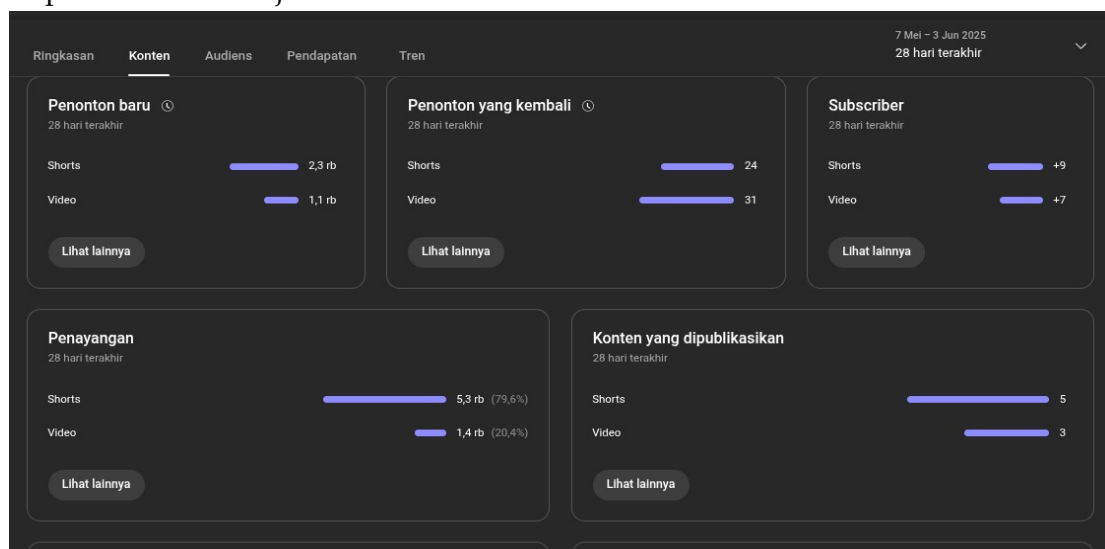 7 Mei – 3 Jun 2025
28 hari terakhir
Ringkasan Konten Audiens Pendapatan Tren
Penonton baru
28 hari terakhir
Shorts 2,3 rb
Video 1,1 rb
Lihat lainnya
Penonton yang kembali
28 hari terakhir
Shorts 24
Video 31
Lihat lainnya
Subscriber
28 hari terakhir
Shorts +9
Video +7
Lihat lainnya
Penayangan
28 hari terakhir
Shorts 5,3 rb (79,6%)
Video 1,4 rb (20,4%)
Lihat lainnya
Konten yang dipublikasikan
28 hari terakhir
Shorts 5
Video 3
Lihat lainnya